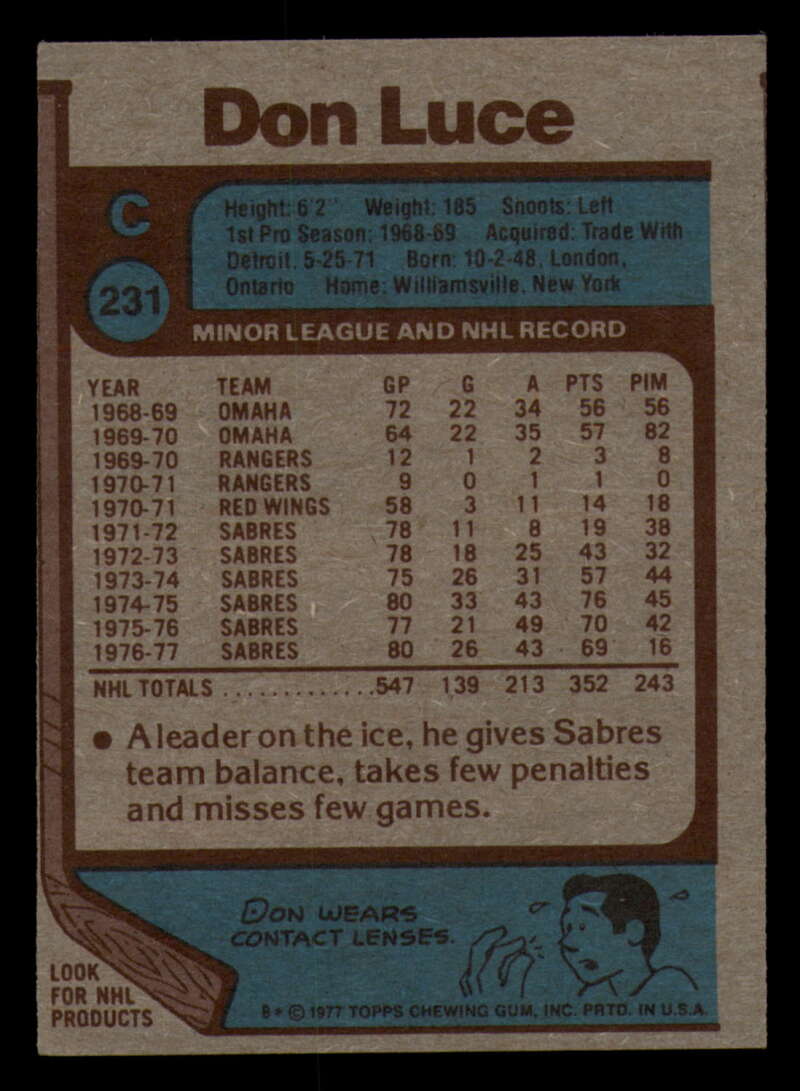 Don Luce
C
231
Height: 6'2" Weight: 185 Shoots: Left
1st Pro Season: 1968-69 Acquired: Trade With
Detroit, 5-25-71 Born: 10-2-48, London,
Ontario Home: Williamsville, New York
MINOR LEAGUE AND NHL RECORD
YEAR TEAM GP G A PTS PIM
1968-69 OMAHA 72 22 34 56 56
1969-70 OMAHA 64 22 35 57 82
1969-70 RANGERS 12 1 2 3 8
1970-71 RANGERS 9 0 1 1 0
1970-71 RED WINGS 58 3 11 14 18
1971-72 SABRES 78 11 8 19 38
1972-73 SABRES 78 18 25 43 32
1973-74 SABRES 75 26 31 57 44
1974-75 SABRES 80 33 43 76 45
1975-76 SABRES 77 21 49 70 42
1976-77 SABRES 80 26 43 69 16
NHL TOTALS .............547 139 213 352 243
● A leader on the ice, he gives Sabres
team balance, takes few penalties
and misses few games.
DON WEARS
CONTACT LENSES.
LOOK
FOR NHL
PRODUCTS
B* © 1977 TOPPS CHEWING GUM, INC. PRTD. IN U.S.A.